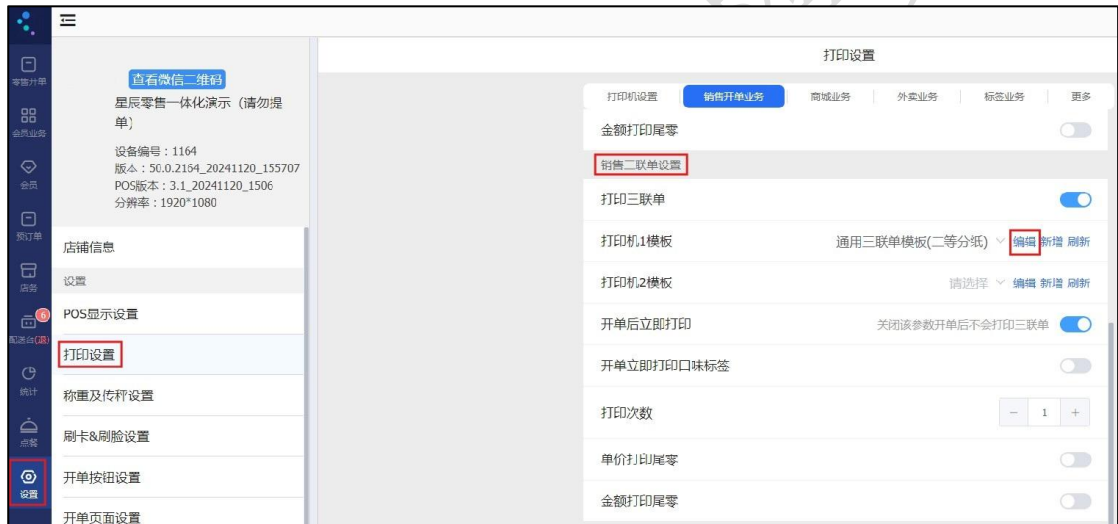 零售开单
会员业务
会员
预订单
店务
6
配送台(退)
统计
点餐
设置
查看微信二维码
星辰零售一体化演示（请勿提
单）
设备编号：1164
版本：50.0.2164_20241120_155707
POS版本：3.1_20241120_1506
分辨率：1920*1080
店铺信息
设置
POS显示设置
打印设置
称重及传秤设置
刷卡&刷脸设置
开单按钮设置
开单页面设置
打印设置
打印机设置 销售开单业务 商城业务 外卖业务 标签业务 更多
金额打印尾零
销售二联单设置
打印三联单
打印机1模板 通用三联单模板(二等分纸) 编辑 新增 刷新
打印机2模板 请选择 编辑 新增 刷新
开单后立即打印 关闭该参数开单后不会打印三联单
开单立即打印口味标签
打印次数 − 1 +
单价打印尾零
金额打印尾零